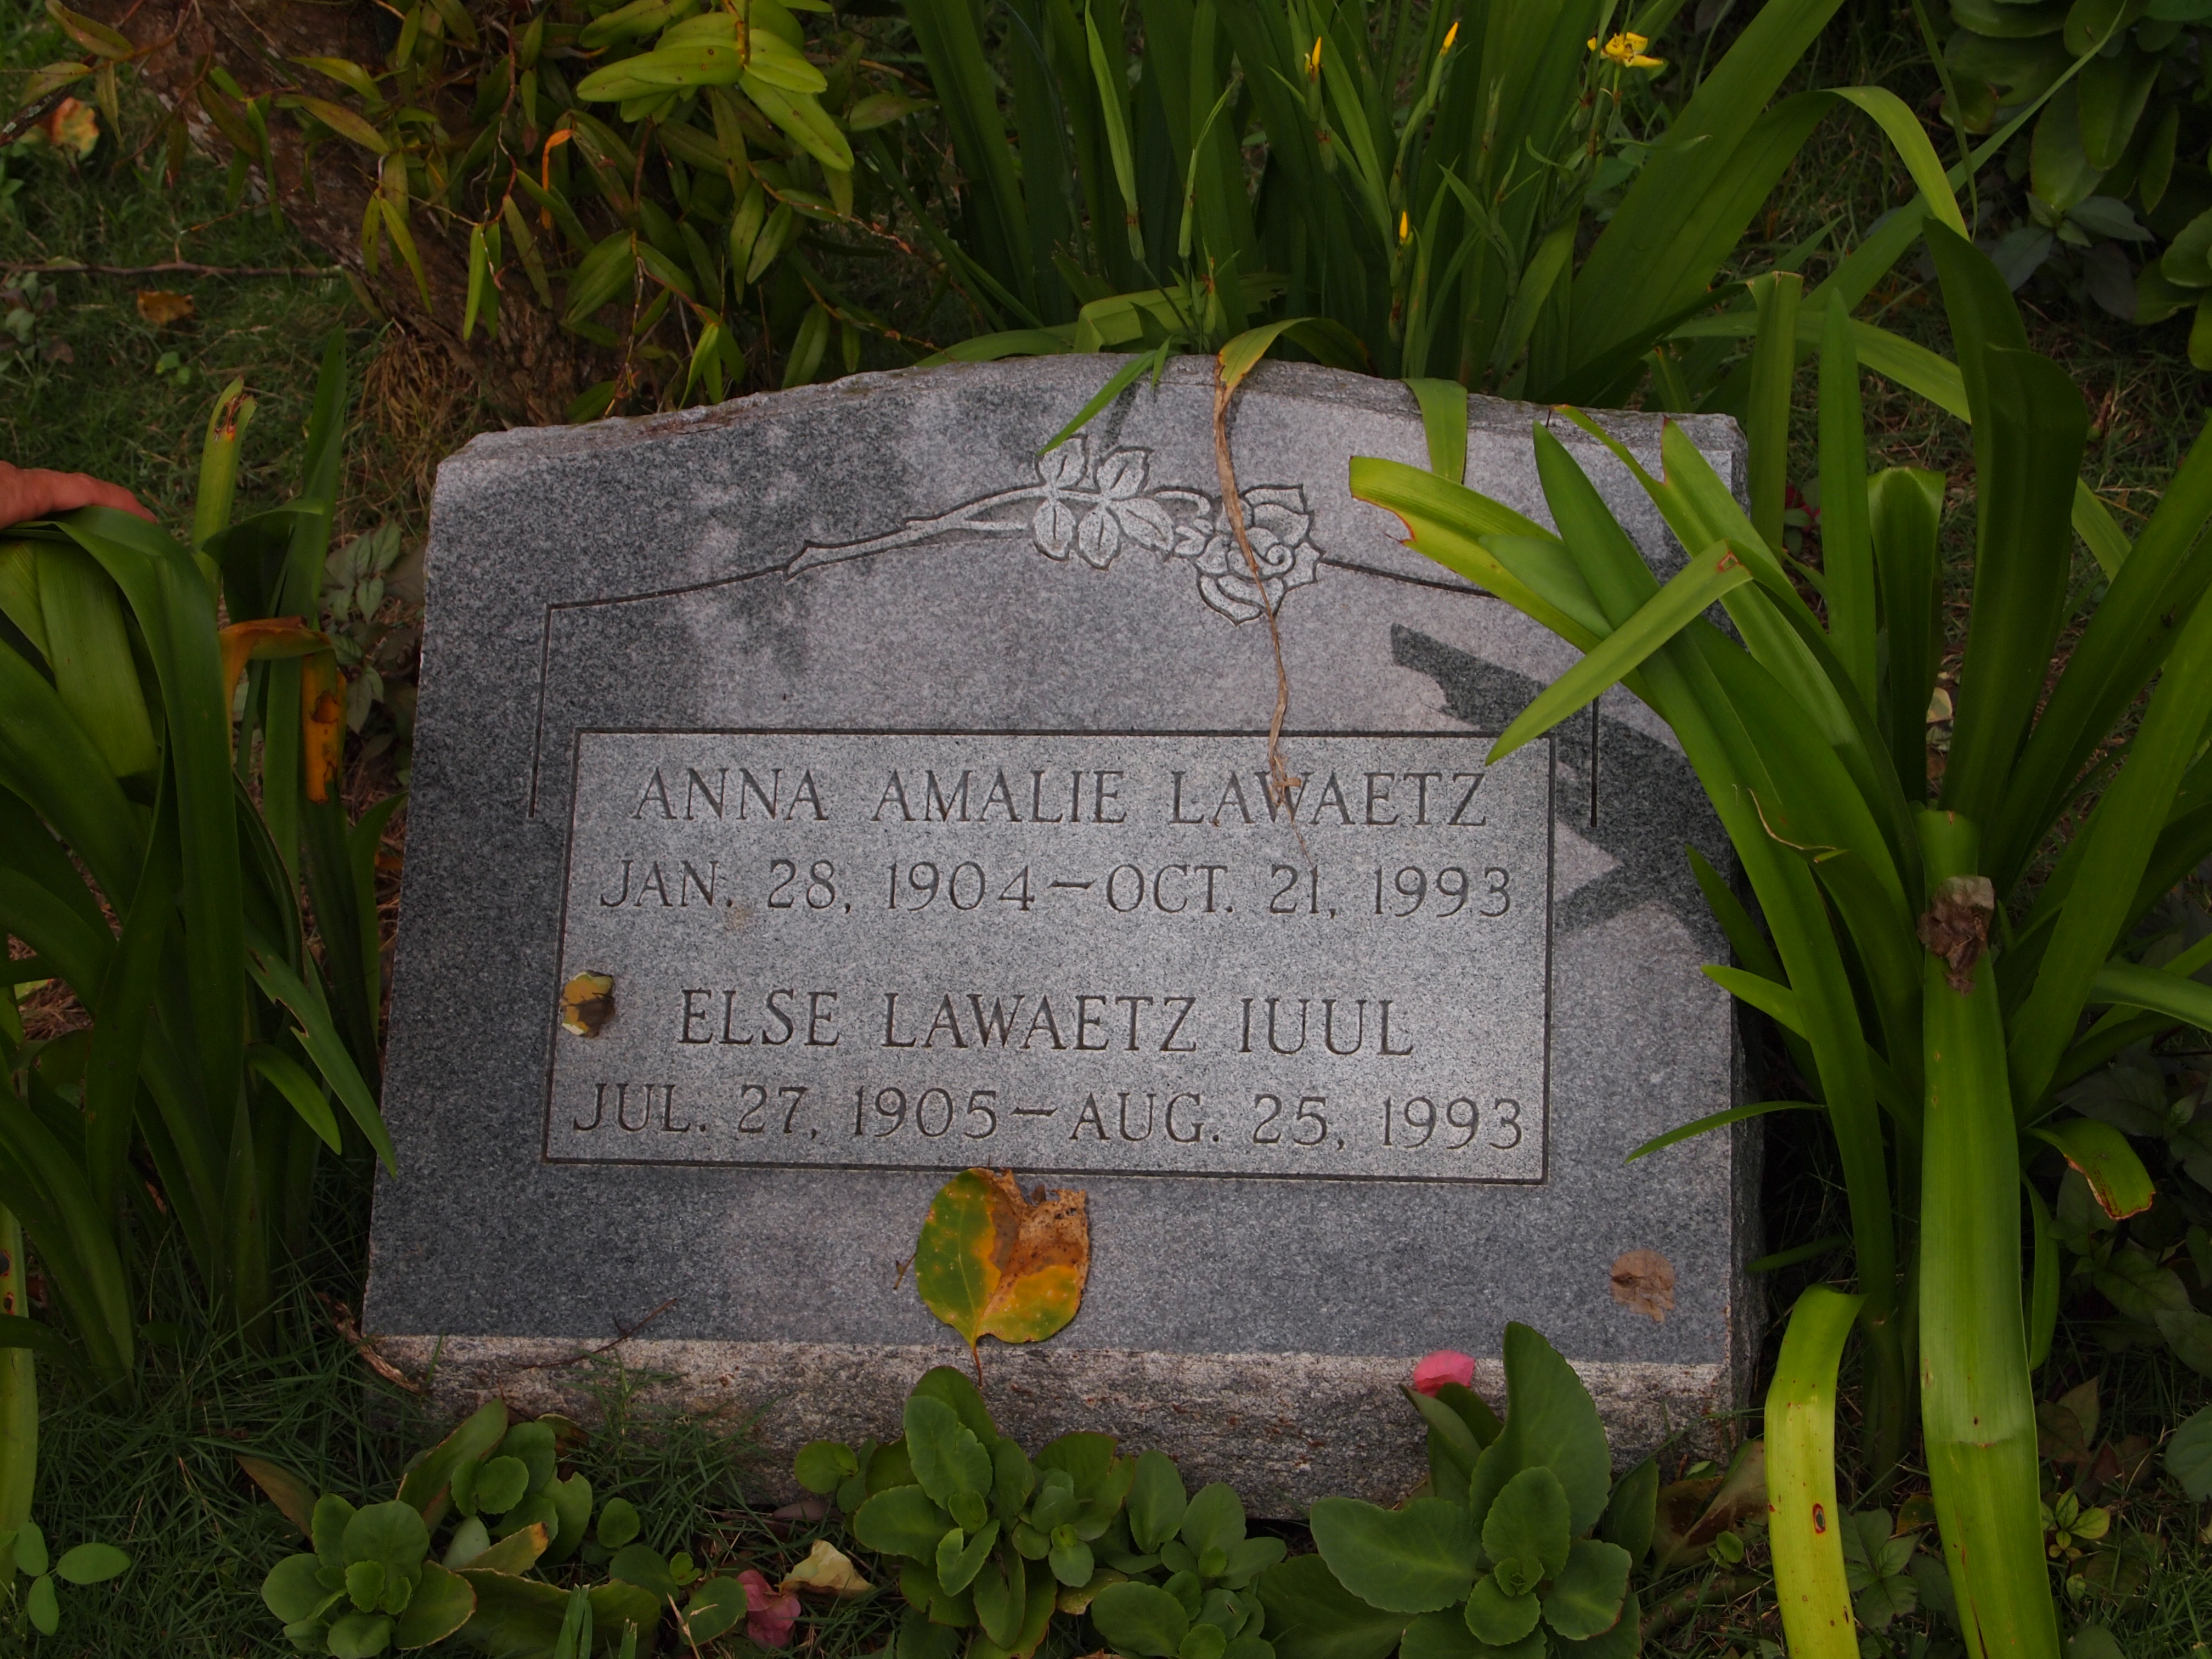 ANNA AMALIE LAWAETZ
JAN. 28, 1904-OCT. 21, 1993
ELSE LAWAETZ IUUL
JUL. 27, 1905-AUG. 25, 1993